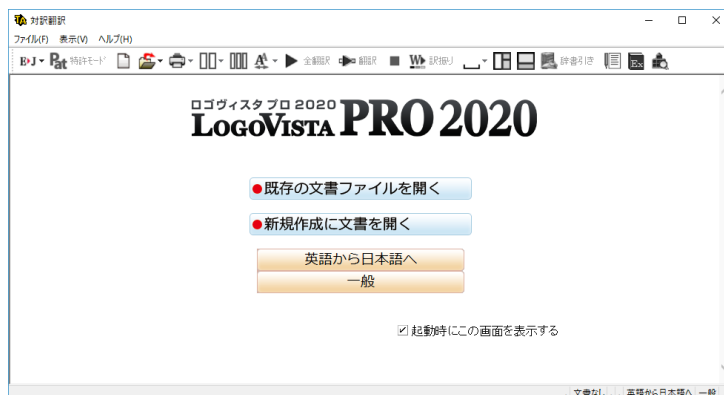 対訳翻訳
ファイル(F) 表示(V) ヘルプ(H)
E›J Pat 特許モード 全翻訳 翻訳 W 訳振り 辞書引き Ex
ロゴヴィスタ プロ 2020
LOGOVISTA PRO 2020
●既存の文書ファイルを開く
●新規作成に文書を開く
英語から日本語へ
一般
起動時にこの画面を表示する
文書なし 英語から日本語へ 一般